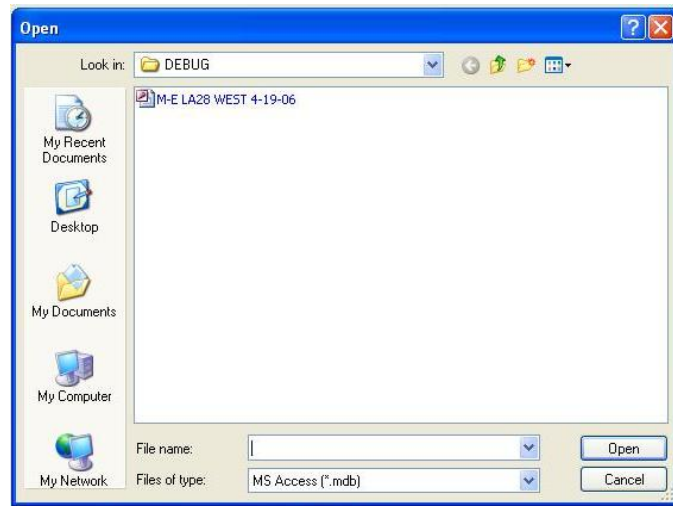 Open
Look in: DEBUG
M-E LA28 WEST 4-19-06
My Recent
Documents
Desktop
My Documents
My Computer
My Network
File name:
Open
Files of type: MS Access (*.mdb)
Cancel